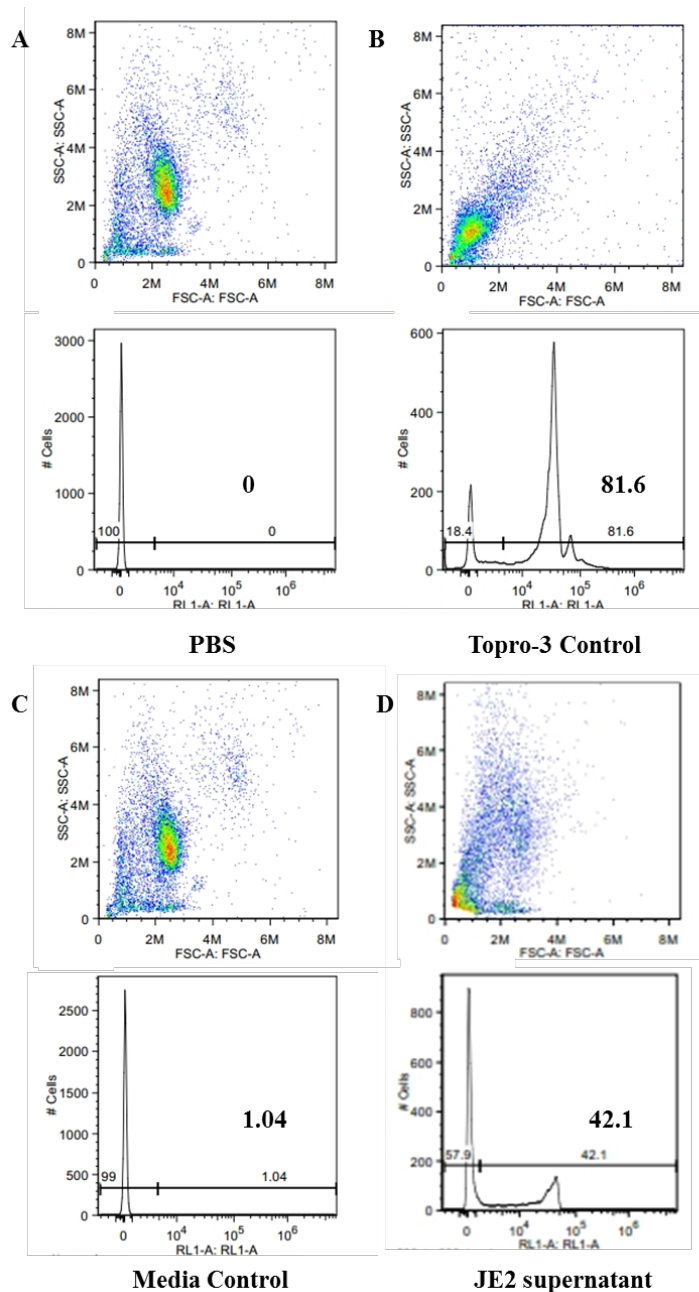 A
8M
6M
4M
2M
0
SSC-A: SSC-A
0 2M 4M 6M 8M
FSC-A: FSC-A
3000
2000
1000
0
# Cells
0
100 0
0 10^4 10^5 10^6
RL1-A: RL1-A
PBS
B
8M
6M
4M
2M
0
SSC-A: SSC-A
0 2M 4M 6M 8M
FSC-A: FSC-A
600
400
200
0
# Cells
81.6
18.4 81.6
0 10^4 10^5 10^6
RL1-A: RL1-A
Topro-3 Control
C
8M
6M
4M
2M
0
SSC-A: SSC-A
0 2M 4M 6M 8M
FSC-A: FSC-A
2500
2000
1500
1000
500
0
# Cells
1.04
99 1.04
0 10^4 10^5 10^6
RL1-A: RL1-A
Media Control
D
8M
6M
4M
2M
0
SSC-A: SSC-A
0 2M 4M 6M 8M
FSC-A: FSC-A
800
600
400
200
0
# Cells
42.1
57.9 42.1
0 10^4 10^5 10^6
RL1-A: RL1-A
JE2 supernatant